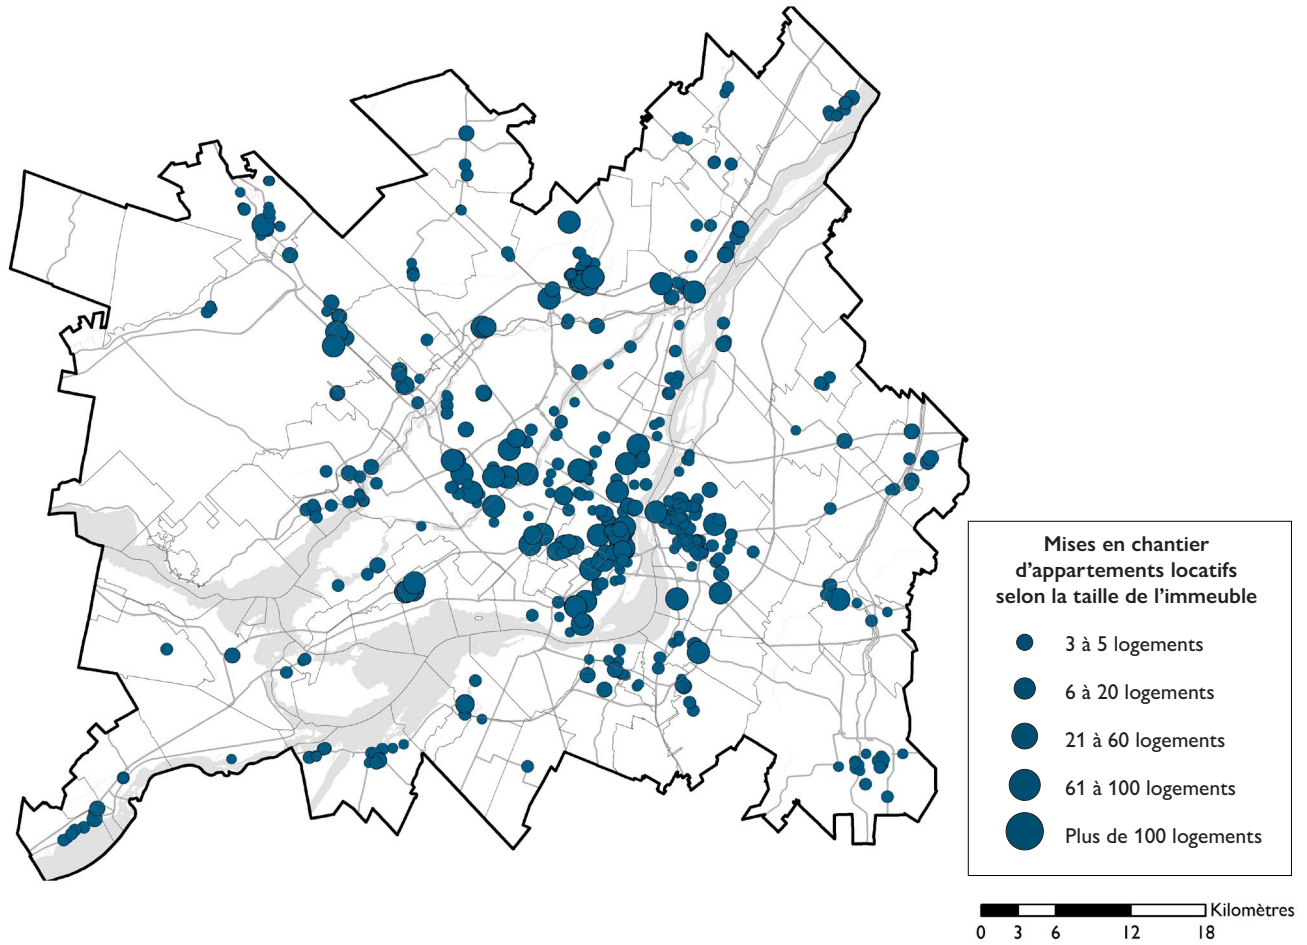 Mises en chantier
d'appartements locatifs
selon la taille de l'immeuble
3 à 5 logements
6 à 20 logements
21 à 60 logements
61 à 100 logements
Plus de 100 logements
Kilomètres
0 3 6 12 18